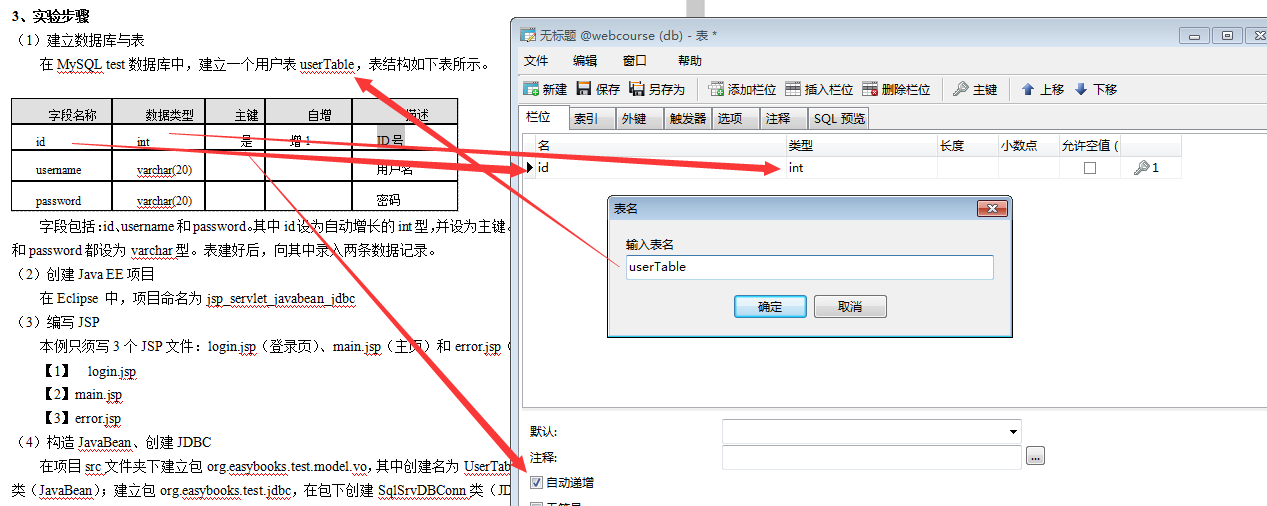 3、实验步骤
（1）建立数据库与表
在 MySQL test 数据库中，建立一个用户表 userTable，表结构如下表所示。
字段名称 数据类型 主键 自增 描述
id int 是 增 1 ID 号
username varchar(20) 用户名
password varchar(20) 密码
字段包括：id、username 和 password。其中 id 设为自动增长的 int 型，并设为主键。
和 password 都设为 varchar 型。表建好后，向其中录入两条数据记录。
（2）创建 Java EE 项目
在 Eclipse 中，项目命名为 jsp_servlet_javabean_jdbc
（3）编写 JSP
本例只须写 3 个 JSP 文件：login.jsp（登录页）、main.jsp（主页）和 error.jsp（
【1】 login.jsp
【2】main.jsp
【3】error.jsp
（4）构造 JavaBean、创建 JDBC
在项目 src 文件夹下建立包 org.easybooks.test.model.vo，其中创建名为 UserTab
类（JavaBean）；建立包 org.easybooks.test.jdbc，在包下创建 SqlSrvDBConn 类（JD
无标题 @webcourse (db) - 表 *
文件 编辑 窗口 帮助
新建 保存 另存为 添加栏位 插入栏位 删除栏位 主键 上移 下移
栏位 索引 外键 触发器 选项 注释 SQL 预览
名 类型 长度 小数点 允许空值 (
id int 1
表名
输入表名
userTable
确定 取消
默认:
注释:
...
自动递增